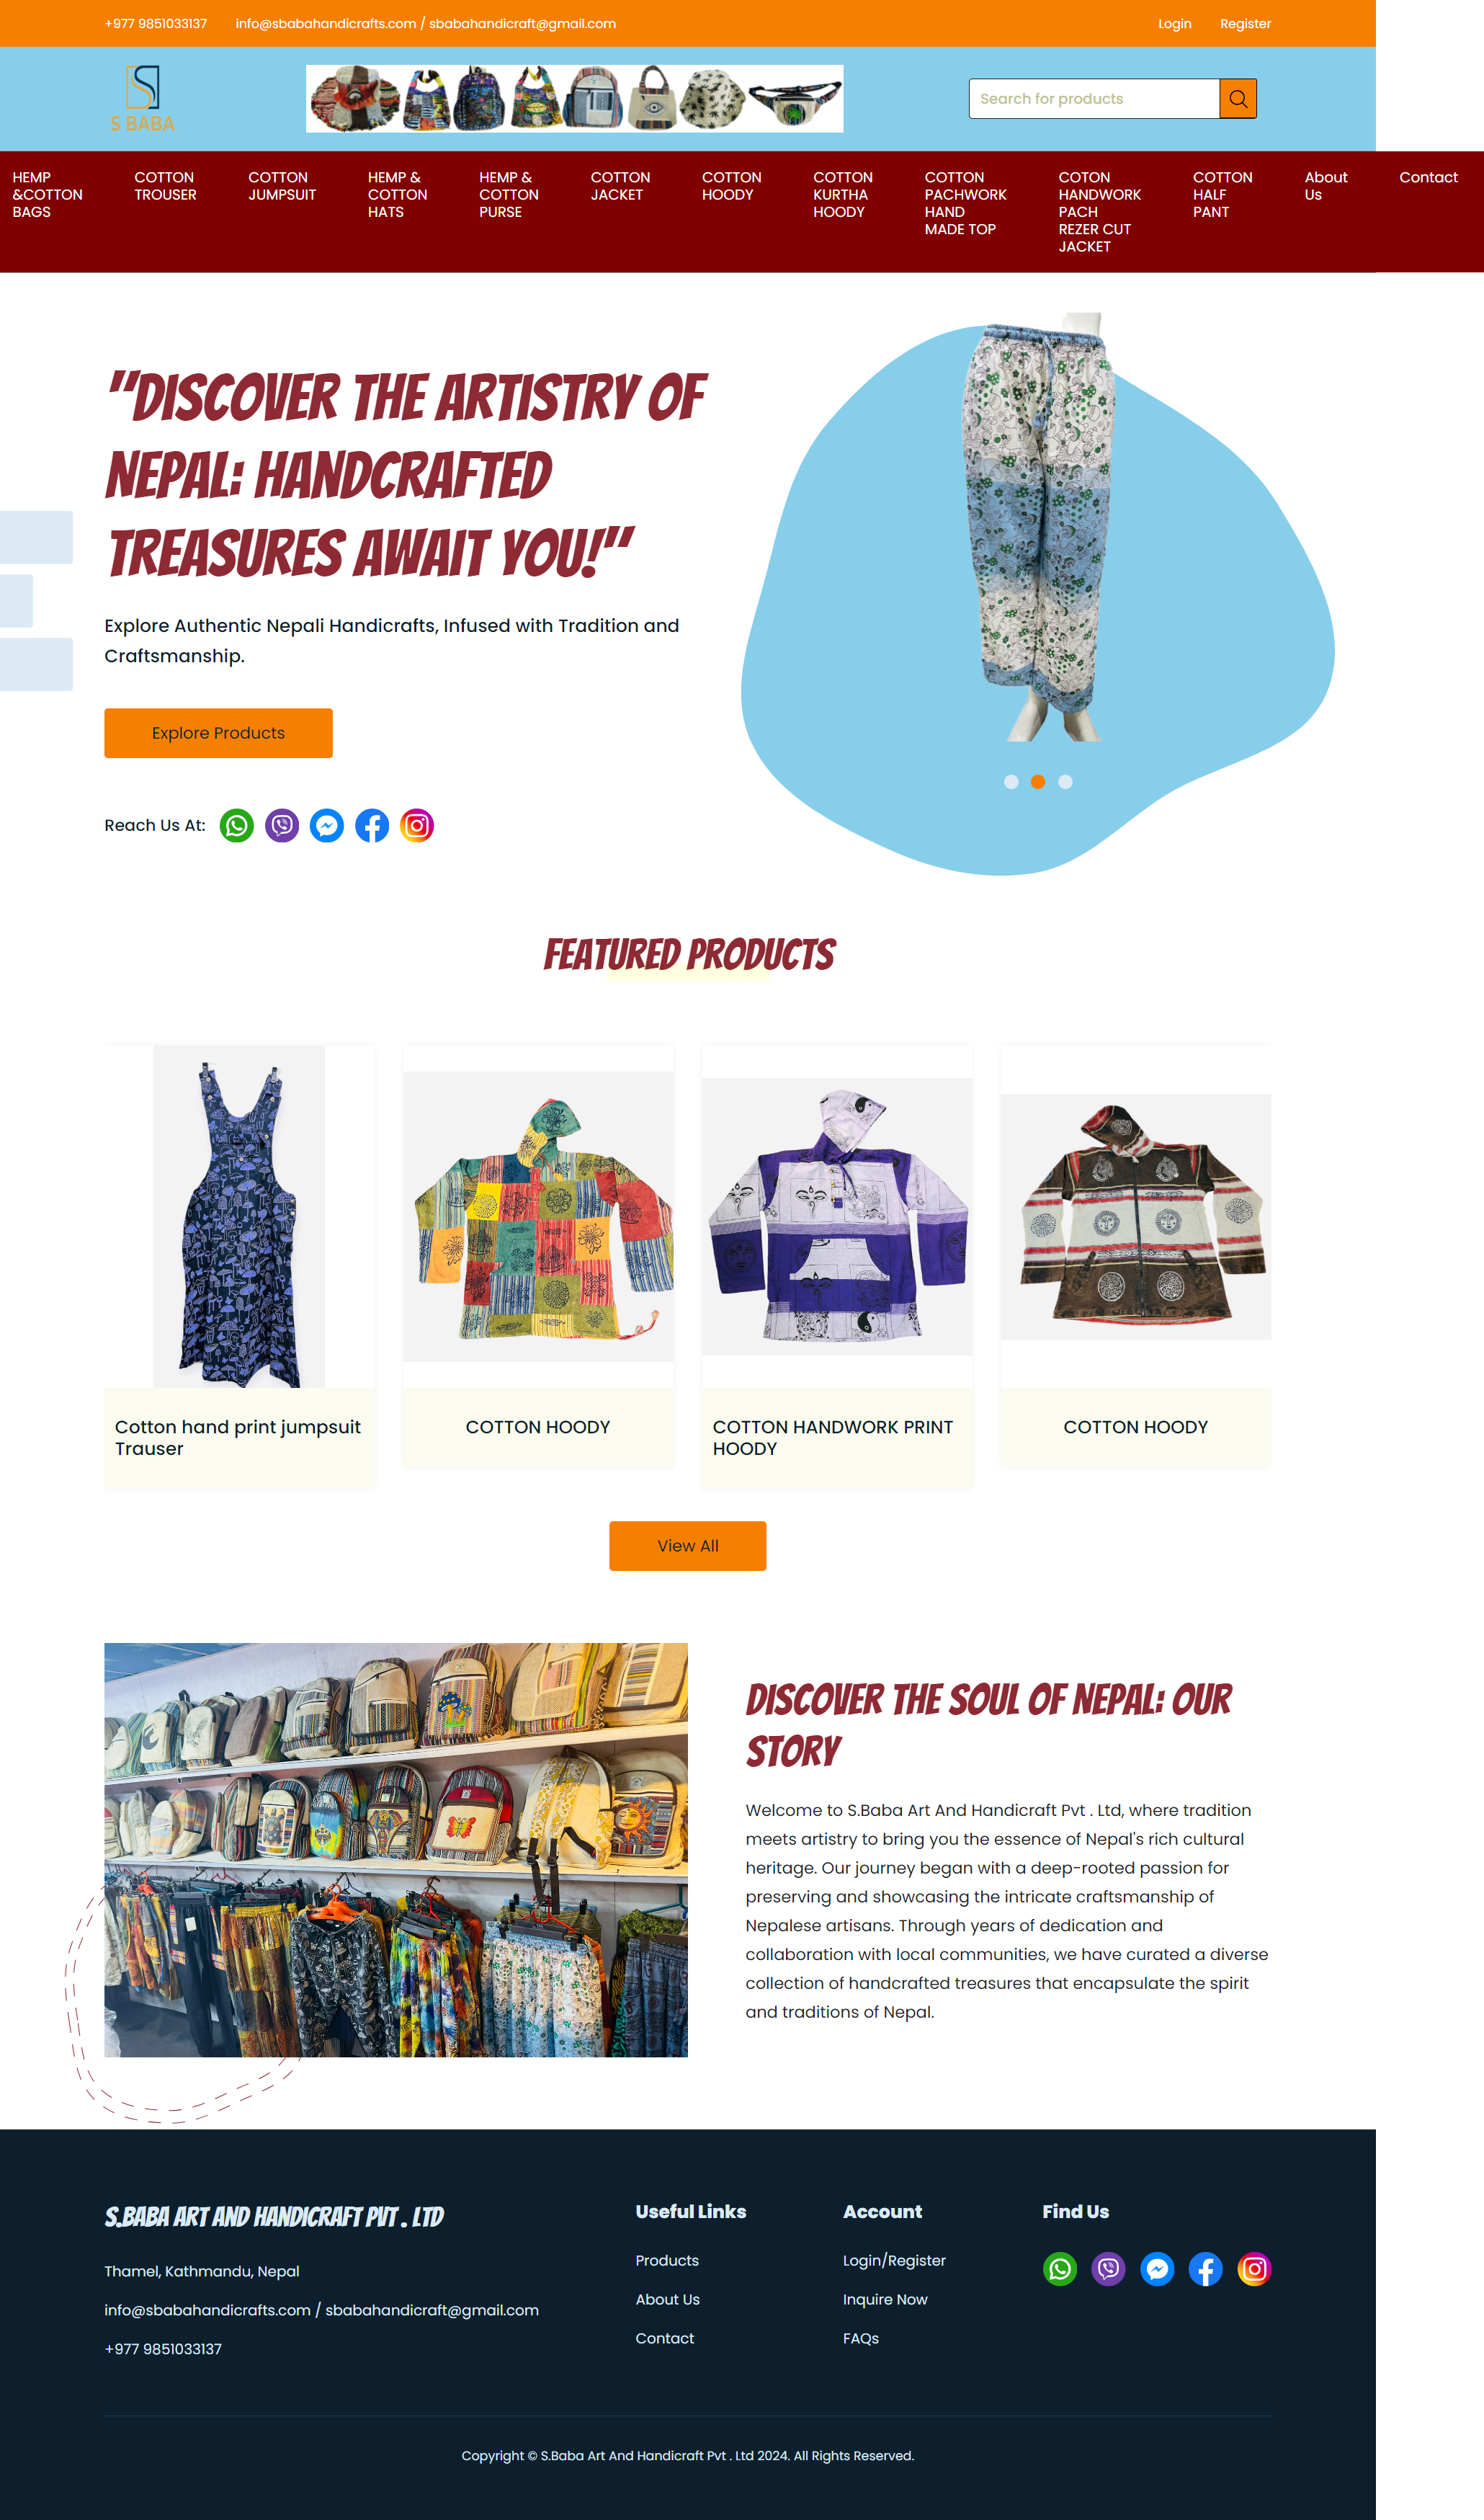 +977 9851033137 info@sbabahandicrafts.com / sbabahandicraft@gmail.com Login Register
S BABA
Search for products
HEMP
&COTTON
BAGS
COTTON
TROUSER
COTTON
JUMPSUIT
HEMP &
COTTON
HATS
HEMP &
COTTON
PURSE
COTTON
JACKET
COTTON
HOODY
COTTON
KURTHA
HOODY
COTTON
PACHWORK
HAND
MADE TOP
COTON
HANDWORK
PACH
REZER CUT
JACKET
COTTON
HALF
PANT
About
Us
Contact
"DISCOVER THE ARTISTRY OF
NEPAL: HANDCRAFTED
TREASURES AWAIT YOU!"
Explore Authentic Nepali Handicrafts, Infused with Tradition and
Craftsmanship.
Explore Products
Reach Us At:
FEATURED PRODUCTS
Cotton hand print jumpsuit
Trauser
COTTON HOODY
COTTON HANDWORK PRINT
HOODY
COTTON HOODY
View All
DISCOVER THE SOUL OF NEPAL: OUR
STORY
Welcome to S.Baba Art And Handicraft Pvt . Ltd, where tradition
meets artistry to bring you the essence of Nepal's rich cultural
heritage. Our journey began with a deep-rooted passion for
preserving and showcasing the intricate craftsmanship of
Nepalese artisans. Through years of dedication and
collaboration with local communities, we have curated a diverse
collection of handcrafted treasures that encapsulate the spirit
and traditions of Nepal.
S.BABA ART AND HANDICRAFT PVT . LTD
Thamel, Kathmandu, Nepal
info@sbabahandicrafts.com / sbabahandicraft@gmail.com
+977 9851033137
Useful Links
Products
About Us
Contact
Account
Login/Register
Inquire Now
FAQs
Find Us
Copyright © S.Baba Art And Handicraft Pvt . Ltd 2024. All Rights Reserved.